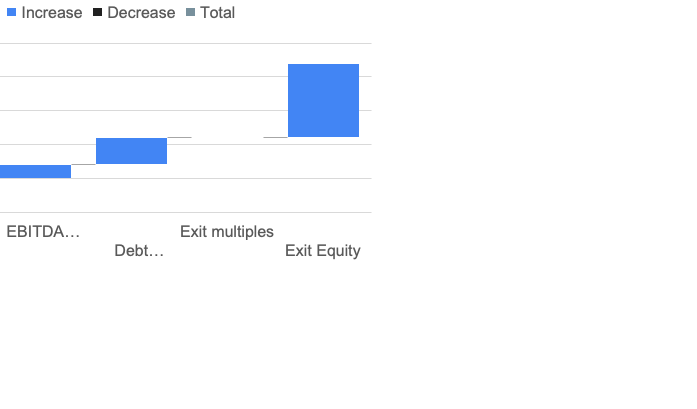 Increase Decrease Total
EBITDA… Exit multiples
Debt… Exit Equity